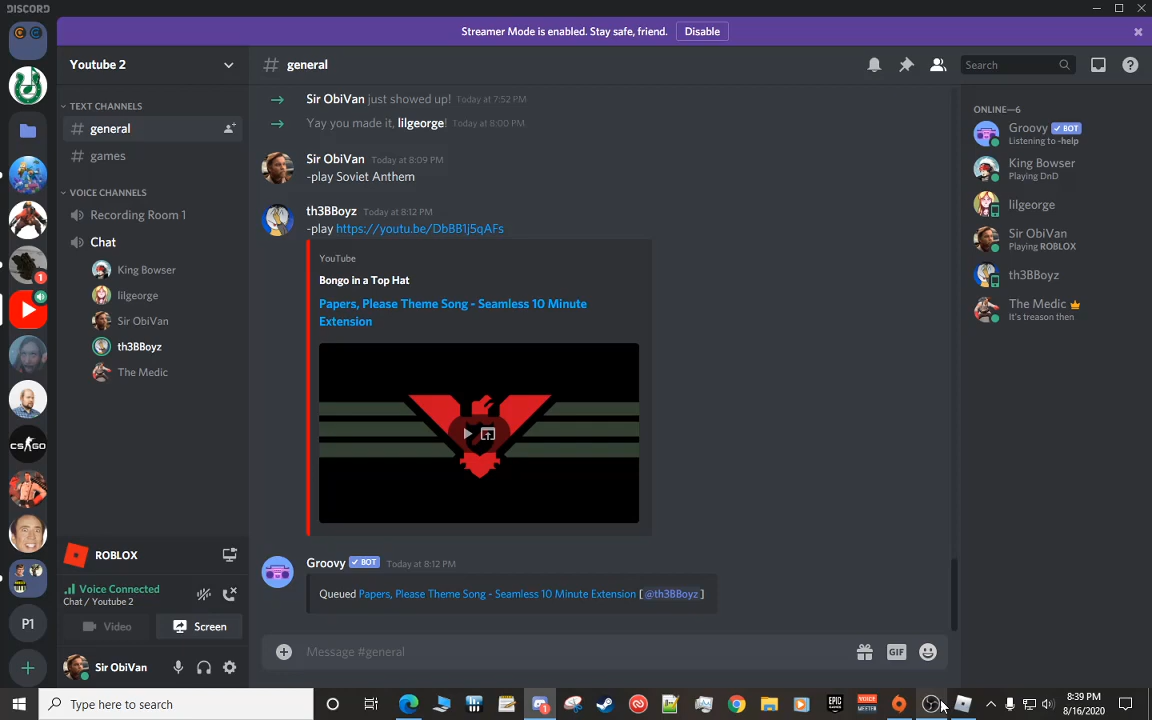 DISCORD
Streamer Mode is enabled. Stay safe, friend.
Disable
Youtube 2
general
Search
TEXT CHANNELS
general
games
VOICE CHANNELS
Recording Room 1
Chat
King Bowser
lilgeorge
Sir ObiVan
th3BBoyz
The Medic
Sir ObiVan just showed up! Today at 7:52 PM
Yay you made it, lilgeorge! Today at 8:00 PM
Sir ObiVan Today at 8:09 PM
-play Soviet Anthem
th3BBoyz Today at 8:12 PM
-play https://youtu.be/DbBB1j5qAFs
YouTube
Bongo in a Top Hat
Papers, Please Theme Song - Seamless 10 Minute
Extension
Groovy BOT Today at 8:12 PM
Queued Papers, Please Theme Song - Seamless 10 Minute Extension [ @th3BBoyz ]
Message #general
GIF
ONLINE—6
Groovy BOT
Listening to -help
King Bowser
Playing DnD
lilgeorge
Sir ObiVan
Playing ROBLOX
th3BBoyz
The Medic
It's treason then
1
CS:GO
P1
ROBLOX
Voice Connected
Chat / Youtube 2
Video
Screen
Sir ObiVan
Type here to search
1
EPIC
GAMES
VOICE
MEETER
8:39 PM
8/16/2020